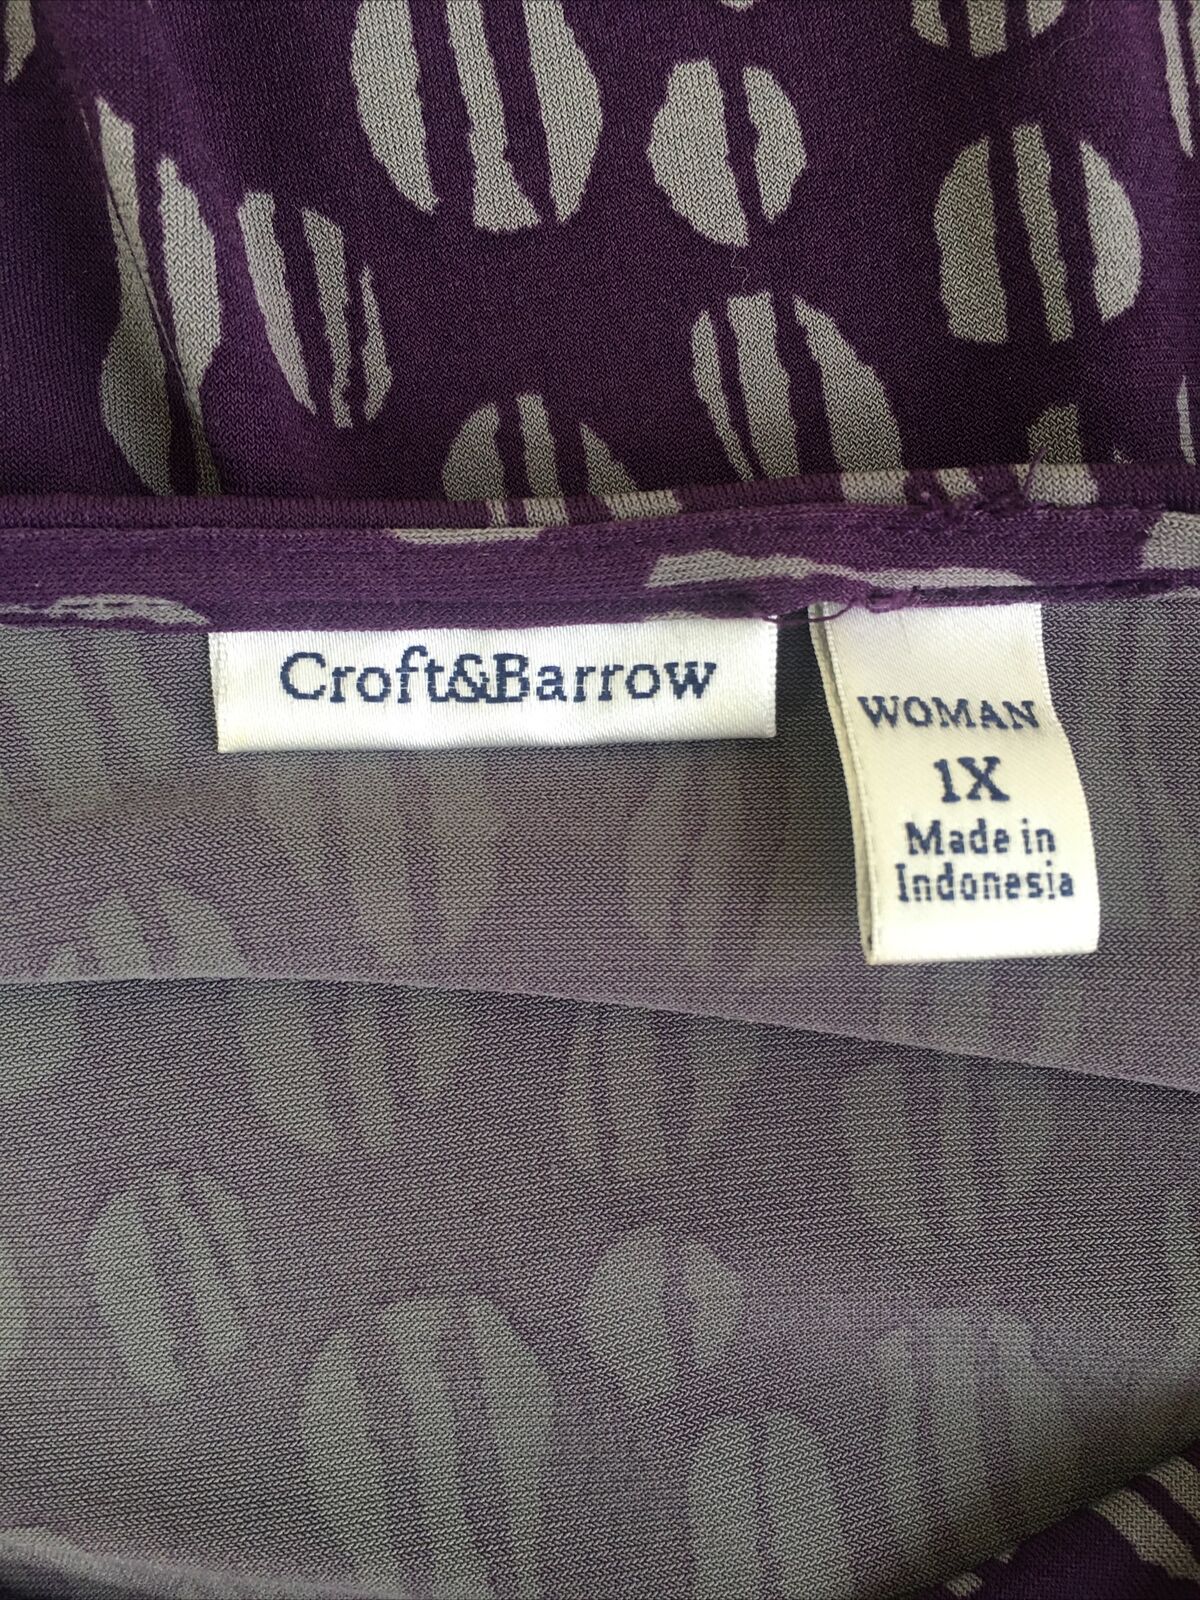 Croft&Barrow
WOMAN
1X
Made in
Indonesia